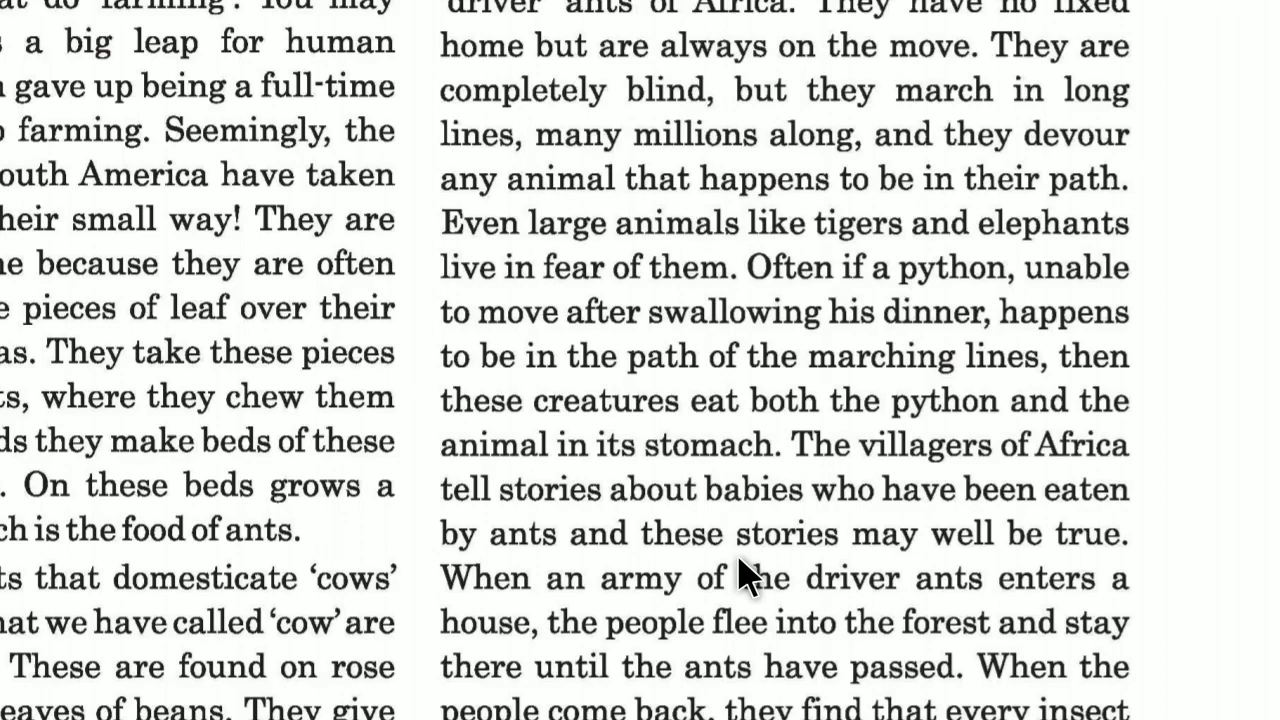 at do 'farming'? You may
a big leap for human
gave up being a full-time
farming. Seemingly, the
outh America have taken
heir small way! They are
because they are often
pieces of leaf over their
as. They take these pieces
ts, where they chew them
ds they make beds of these
. On these beds grows a
ch is the food of ants.
ts that domesticate ‘cows’
hat we have called ‘cow’ are
These are found on rose
eaves of beans. They give
'driver' ants of Africa. They have no fixed
home but are always on the move. They are
completely blind, but they march in long
lines, many millions along, and they devour
any animal that happens to be in their path.
Even large animals like tigers and elephants
live in fear of them. Often if a python, unable
to move after swallowing his dinner, happens
to be in the path of the marching lines, then
these creatures eat both the python and the
animal in its stomach. The villagers of Africa
tell stories about babies who have been eaten
by ants and these stories may well be true.
When an army of the driver ants enters a
house, the people flee into the forest and stay
there until the ants have passed. When the
people come back, they find that every insect